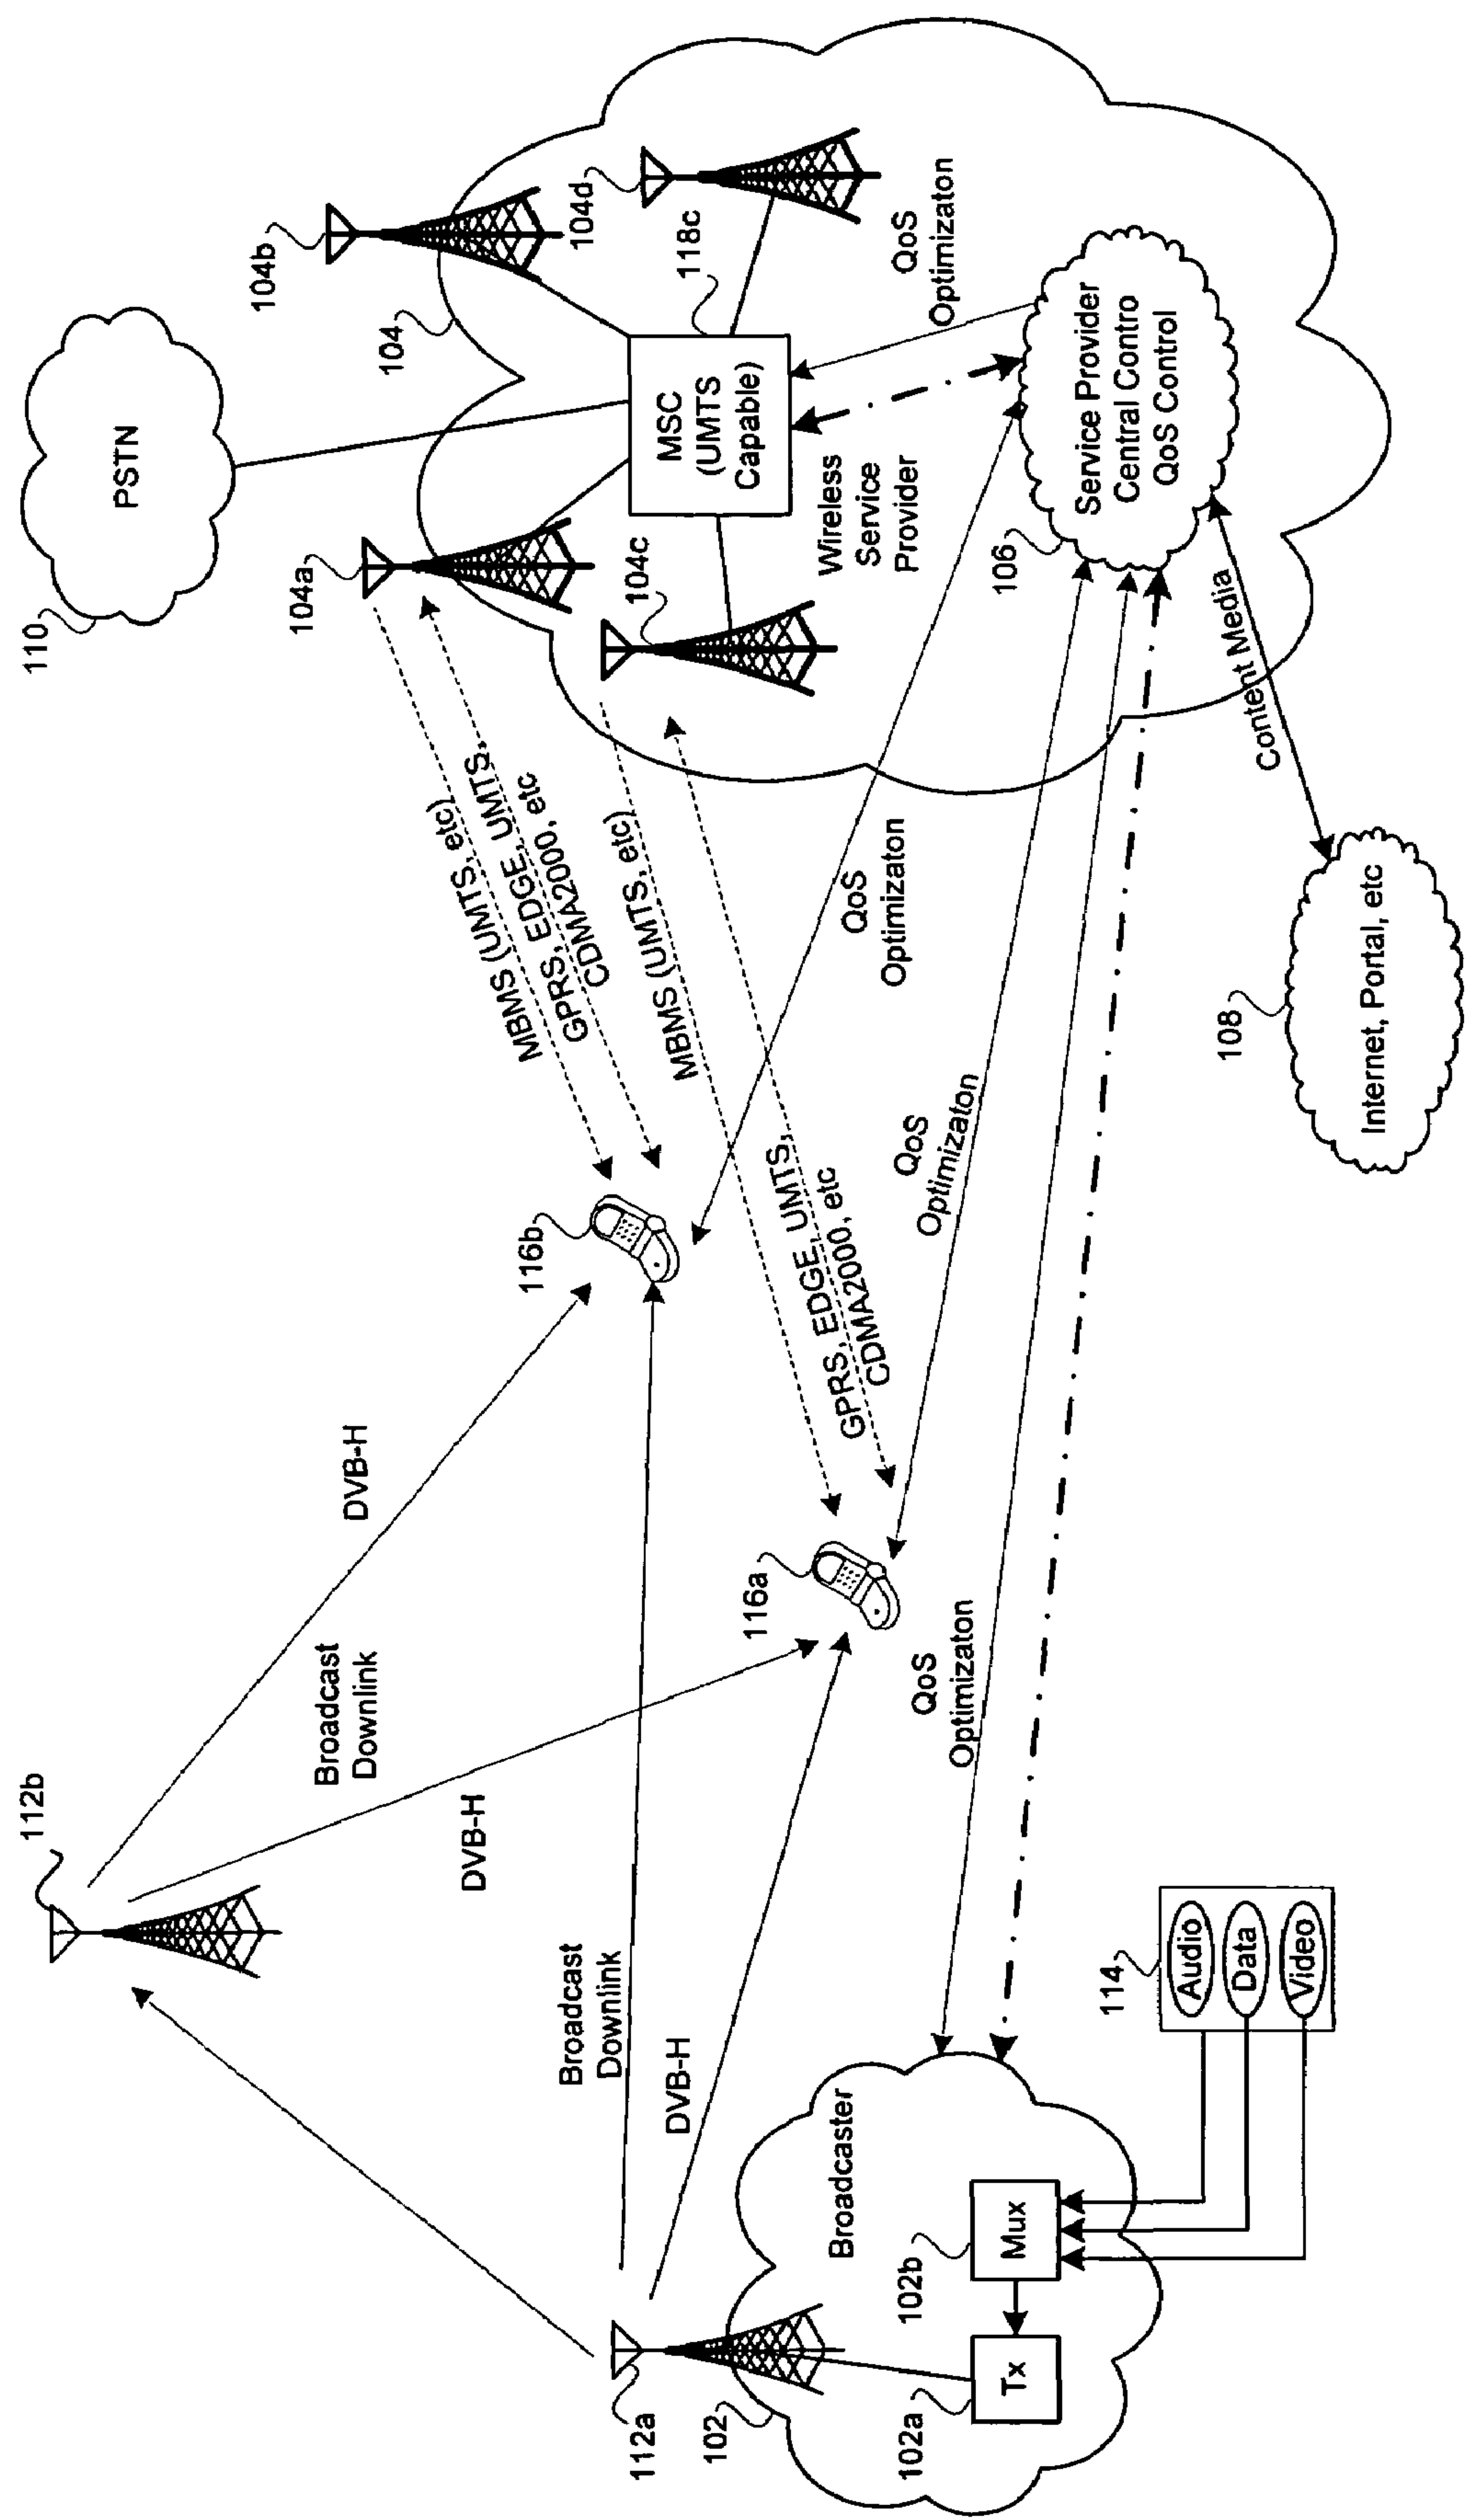 110
PSTN
104a
104b
104
104d
118c
104c
MSC
(UMTS
Capable)
Wireless
Service
Provider
QoS
Optimizaton
106
Service Provider
Central Contro
QoS Control
Content Media
108
Internet, Portal, etc
MBMS (UMTS, etc)
GPRS, EDGE, UMTS,
CDMA2000, etc
MBMS (UMTS, etc)
GPRS, EDGE, UMTS,
CDMA2000, etc
QoS
Optimizaton
QoS
Optimizaton
QoS
Optimizaton
116b
116a
112b
DVB-H
Broadcast
Downlink
DVB-H
Broadcast
Downlink
DVB-H
112a
102
Broadcaster
102a
Tx
102b
Mux
114
Audio
Data
Video